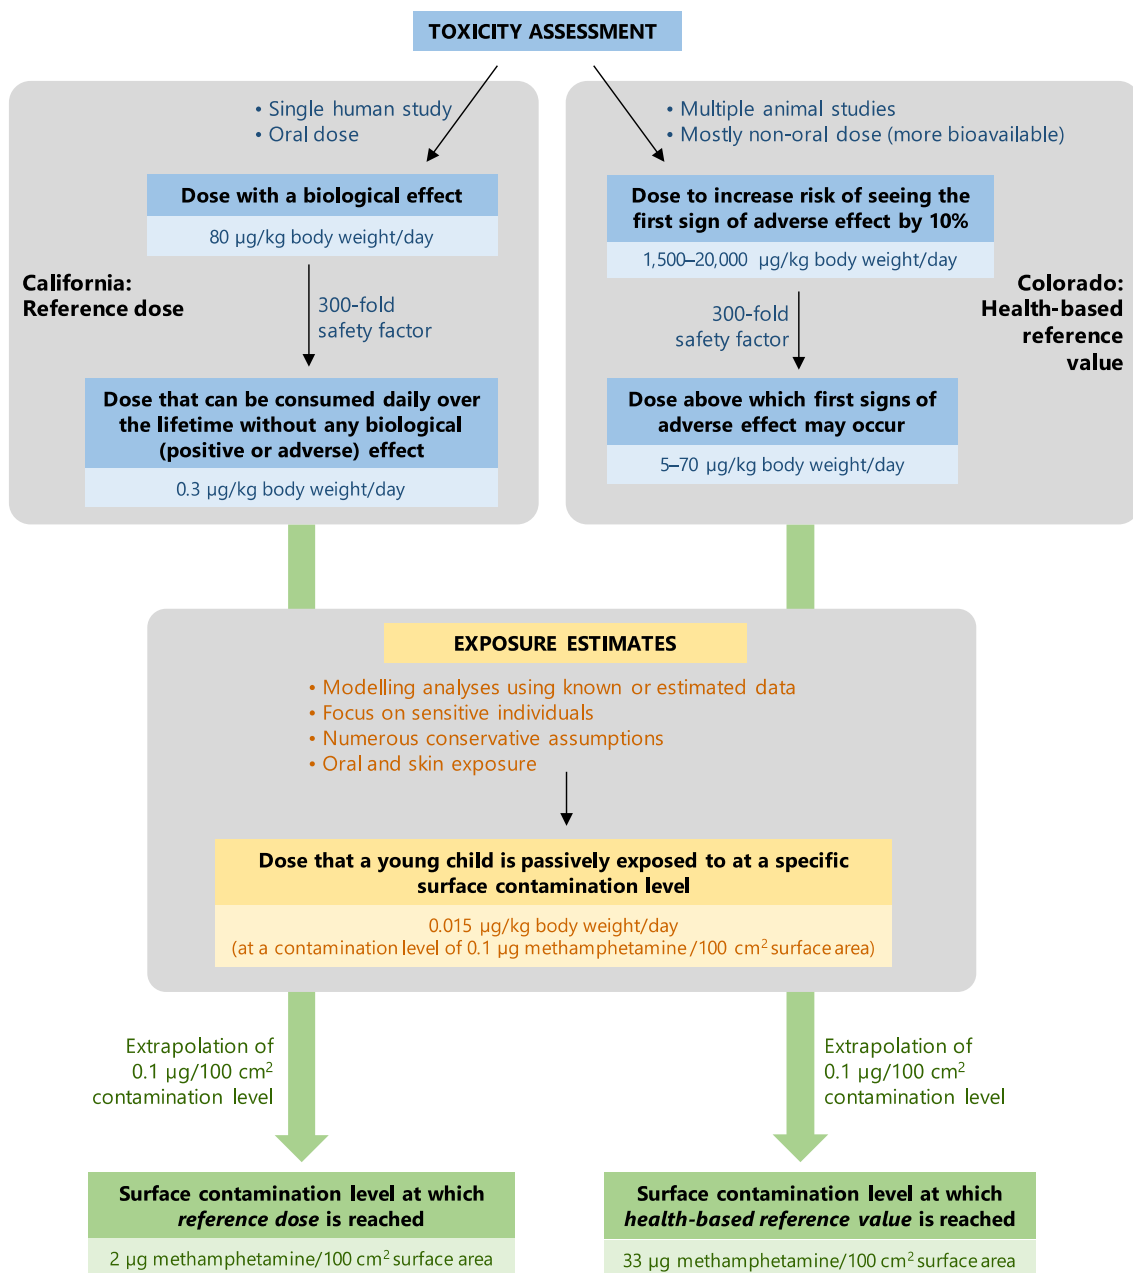 TOXICITY ASSESSMENT
• Single human study
• Oral dose
Dose with a biological effect
80 µg/kg body weight/day
California:
Reference dose
300-fold
safety factor
Dose that can be consumed daily over
the lifetime without any biological
(positive or adverse) effect
0.3 µg/kg body weight/day
• Multiple animal studies
• Mostly non-oral dose (more bioavailable)
Dose to increase risk of seeing the
first sign of adverse effect by 10%
1,500–20,000 µg/kg body weight/day
Colorado:
Health-based
reference
value
300-fold
safety factor
Dose above which first signs of
adverse effect may occur
5–70 µg/kg body weight/day
EXPOSURE ESTIMATES
• Modelling analyses using known or estimated data
• Focus on sensitive individuals
• Numerous conservative assumptions
• Oral and skin exposure
Dose that a young child is passively exposed to at a specific
surface contamination level
0.015 µg/kg body weight/day
(at a contamination level of 0.1 µg methamphetamine /100 cm² surface area)
Extrapolation of
0.1 µg/100 cm²
contamination level
Extrapolation of
0.1 µg/100 cm²
contamination level
Surface contamination level at which
reference dose is reached
2 µg methamphetamine/100 cm² surface area
Surface contamination level at which
health-based reference value is reached
33 µg methamphetamine/100 cm² surface area